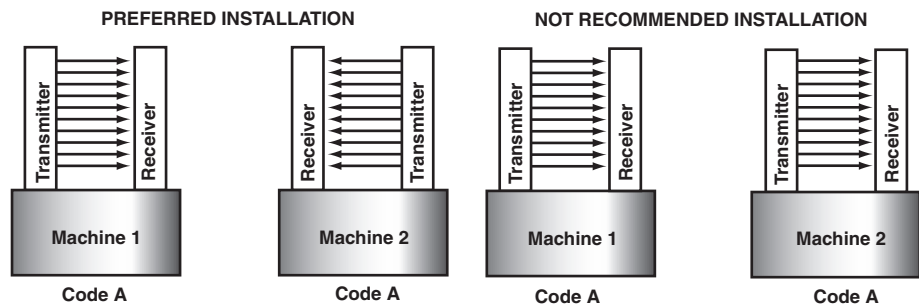 PREFERRED INSTALLATION
Transmitter
Receiver
Machine 1
Code A
Receiver
Transmitter
Machine 2
Code A
NOT RECOMMENDED INSTALLATION
Transmitter
Receiver
Machine 1
Code A
Transmitter
Receiver
Machine 2
Code A